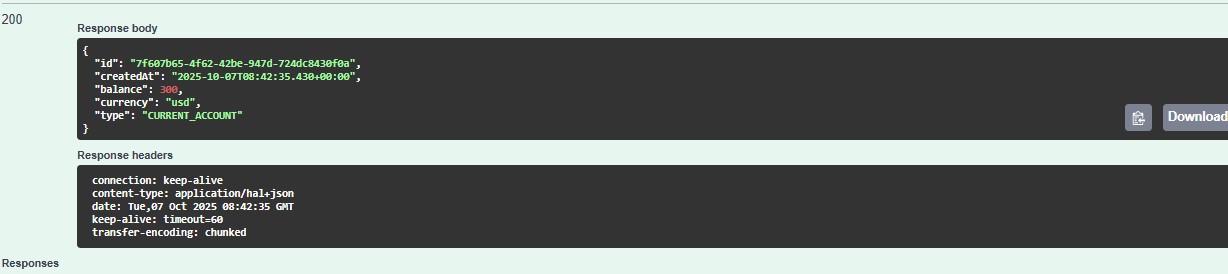 200
Response body
{
  "id": "7f607b65-4f62-42be-947d-724dc8430f0a",
  "createdAt": "2025-10-07T08:42:35.430+00:00",
  "balance": 300,
  "currency": "usd",
  "type": "CURRENT_ACCOUNT"
}
Download
Response headers
connection: keep-alive
content-type: application/hal+json
date: Tue,07 Oct 2025 08:42:35 GMT
keep-alive: timeout=60
transfer-encoding: chunked
Responses